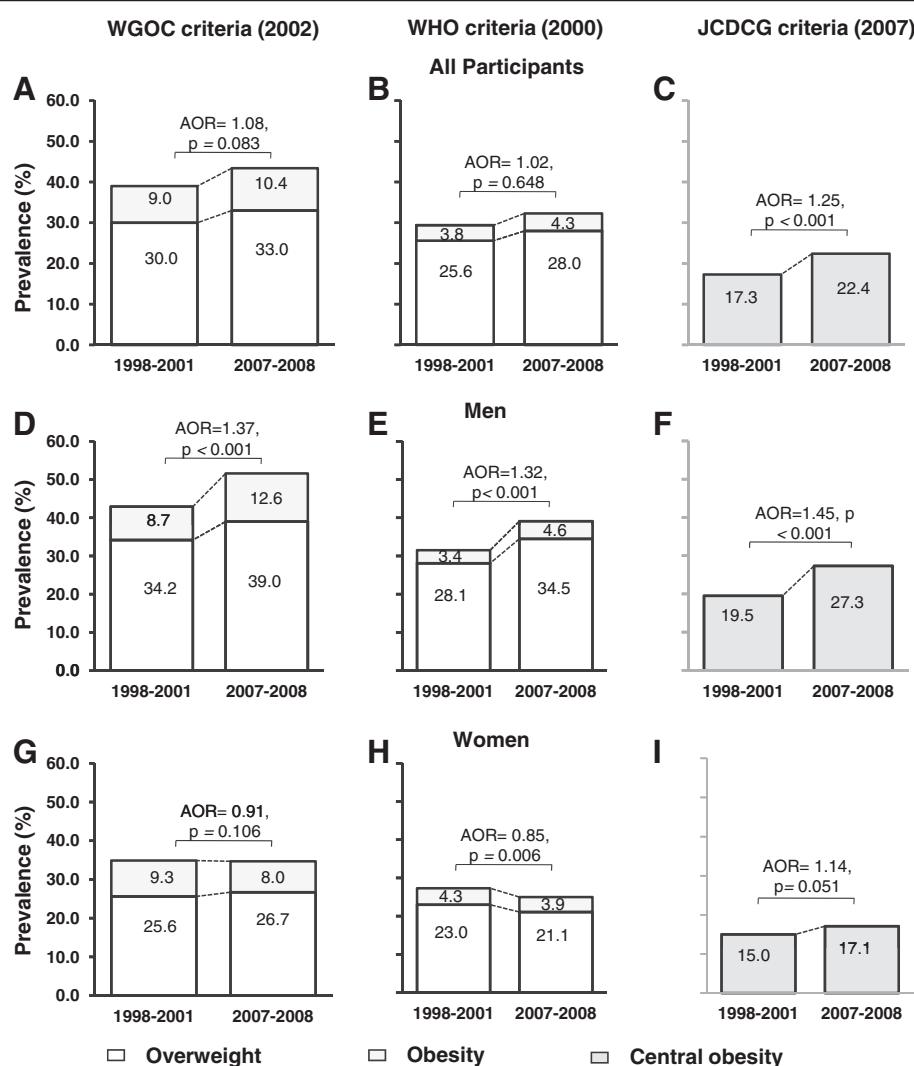 WGOC criteria (2002) WHO criteria (2000) JCDCG criteria (2007)
All Participants
A B C
Prevalence (%)
60.0
50.0
40.0
30.0
20.0
10.0
0.0
AOR= 1.08,
p = 0.083
9.0 10.4
30.0 33.0
1998-2001 2007-2008
AOR= 1.02,
p = 0.648
3.8 4.3
25.6 28.0
1998-2001 2007-2008
AOR= 1.25,
p <0.001
17.3 22.4
1998-2001 2007-2008
Men
D E F
Prevalence (%)
60.0
50.0
40.0
30.0
20.0
10.0
0.0
AOR=1.37,
p <0.001
8.7 12.6
34.2 39.0
1998-2001 2007-2008
AOR=1.32,
p< 0.001
3.4 4.6
28.1 34.5
1998-2001 2007-2008
AOR=1.45, p
<0.001
19.5 27.3
1998-2001 2007-2008
Women
G H I
Prevalence (%)
60.0
50.0
40.0
30.0
20.0
10.0
0.0
AOR= 0.91,
p = 0.106
9.3 8.0
25.6 26.7
1998-2001 2007-2008
AOR= 0.85,
p = 0.006
4.3 3.9
23.0 21.1
1998-2001 2007-2008
AOR= 1.14,
p= 0.051
15.0 17.1
1998-2001 2007-2008
Overweight Obesity Central obesity